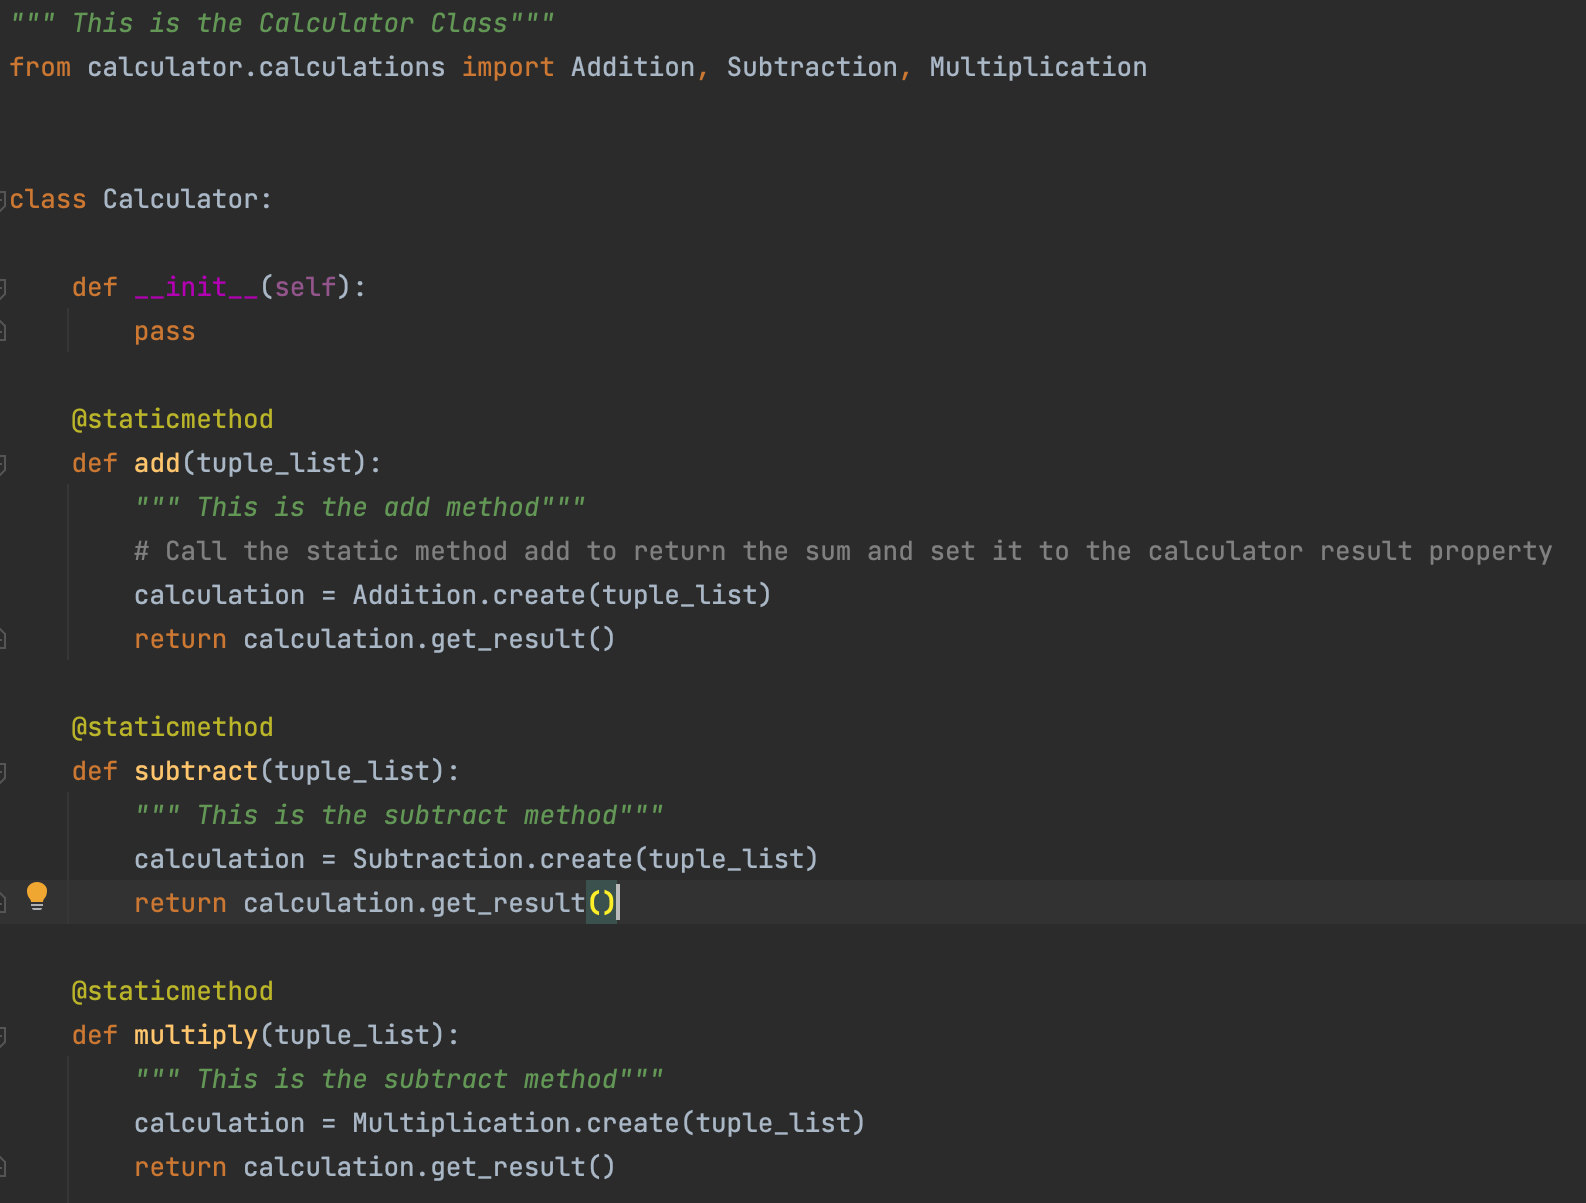 """ This is the Calculator Class"""
from calculator.calculations import Addition, Subtraction, Multiplication
class Calculator:
    def __init__(self):
        pass
    @staticmethod
    def add(tuple_list):
        """ This is the add method"""
        # Call the static method add to return the sum and set it to the calculator result property
        calculation = Addition.create(tuple_list)
        return calculation.get_result()
    @staticmethod
    def subtract(tuple_list):
        """ This is the subtract method"""
        calculation = Subtraction.create(tuple_list)
        return calculation.get_result()
    @staticmethod
    def multiply(tuple_list):
        """ This is the subtract method"""
        calculation = Multiplication.create(tuple_list)
        return calculation.get_result()